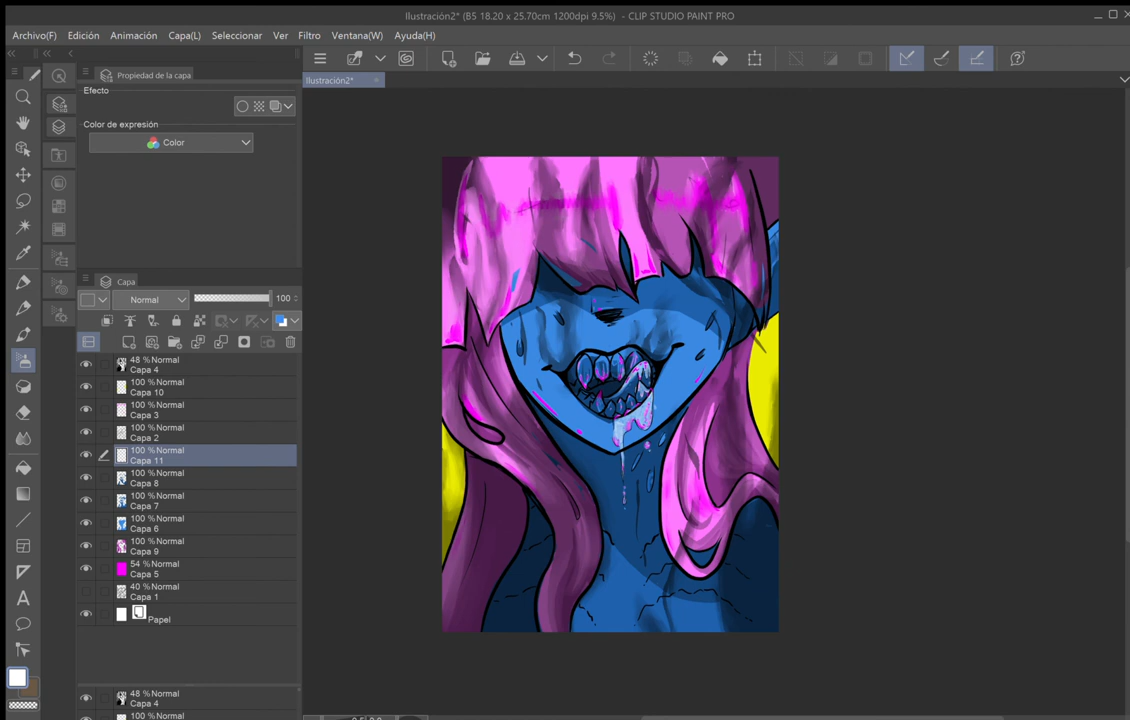 Ilustración2* (B5 18.20 x 25.70cm 1200dpi 9.5%) - CLIP STUDIO PAINT PRO
Archivo(F) Edición Animación Capa(L) Seleccionar Ver Filtro Ventana(W) Ayuda(H)
Ilustración2*
Propiedad de la capa
Efecto
Color de expresión
Color
Capa
Normal 100
48 %Normal
Capa 4
100 %Normal
Capa 10
100 %Normal
Capa 3
100 %Normal
Capa 2
100 %Normal
Capa 11
100 %Normal
Capa 8
100 %Normal
Capa 7
100 %Normal
Capa 6
100 %Normal
Capa 9
54 %Normal
Capa 5
40 %Normal
Capa 1
Papel
48 %Normal
Capa 4
100 %Normal